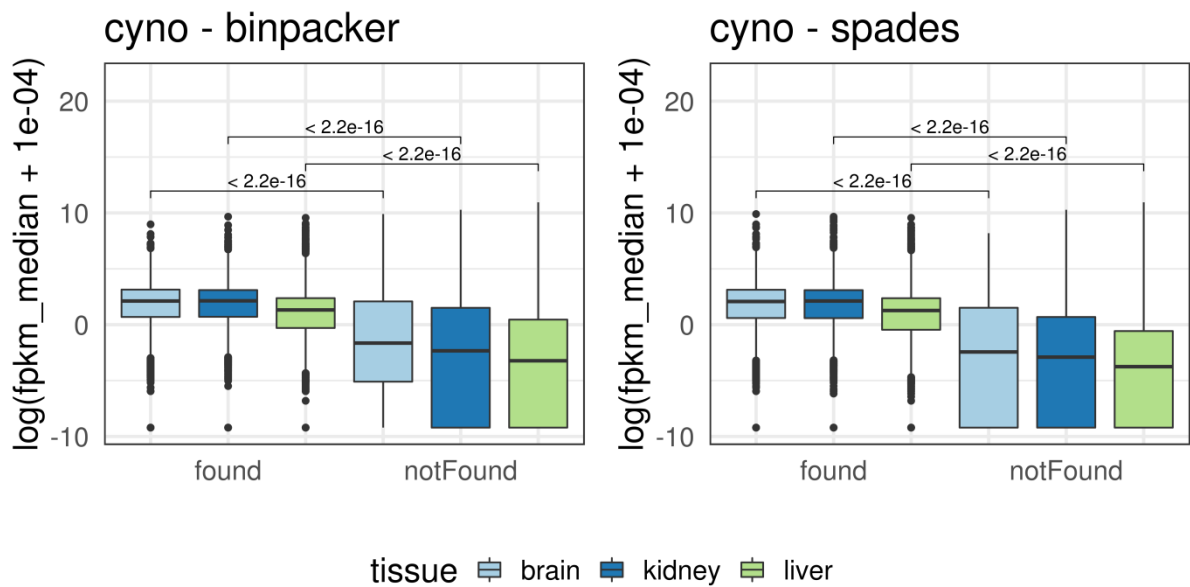 cyno - binpacker
log(fpkm_median + 1e-04)
20
10
0
-10
< 2.2e-16
< 2.2e-16
< 2.2e-16
found
notFound
cyno - spades
log(fpkm_median + 1e-04)
20
10
0
-10
< 2.2e-16
< 2.2e-16
< 2.2e-16
found
notFound
tissue brain kidney liver